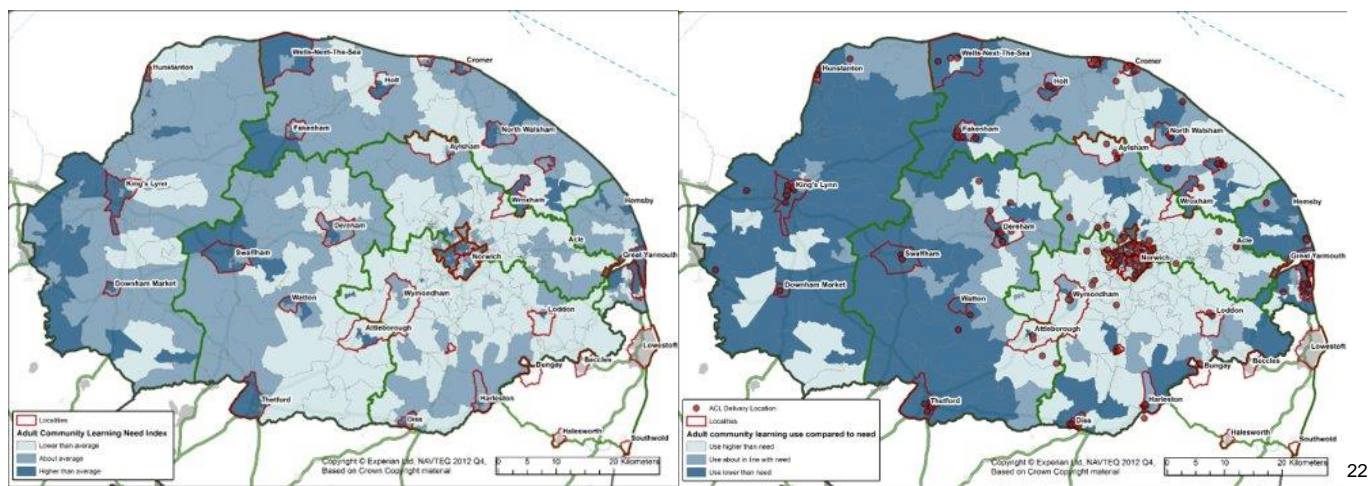 Wells-Next-The-Sea
Hunstanton
Cromer
Holt
Fakenham
North Walsham
Aylsham
King's Lynn
Wroxham
Hemsby
Dereham
Acle
Swaffham
Norwich
Great Yarmouth
Downham Market
Wymondham
Watton
Loddon
Attleborough
Lowestoft
Beccles
Bungay
Thetford
Harleston
Diss
Halesworth
Southwold
Localities
Adult Community Learning Need Index
Lower than average
About average
Higher than average
Copyright © Experian Ltd, NAVTEQ 2012 Q4,
Based on Crown Copyright material
0 5 10 20 Kilometers
Wells-Next-The-Sea
Hunstanton
Cromer
Holt
Fakenham
North Walsham
Aylsham
King's Lynn
Wroxham
Hemsby
Dereham
Acle
Swaffham
Norwich
Great Yarmouth
Downham Market
Wymondham
Watton
Loddon
Attleborough
Lowestoft
Beccles
Bungay
Thetford
Harleston
Diss
Halesworth
Southwold
ACL Delivery Location
Localities
Adult community learning use compared to need
Use higher than need
Use about in line with need
Use lower than need
Copyright © Experian Ltd, NAVTEQ 2012 Q4,
Based on Crown Copyright material
0 5 10 20 Kilometers
22